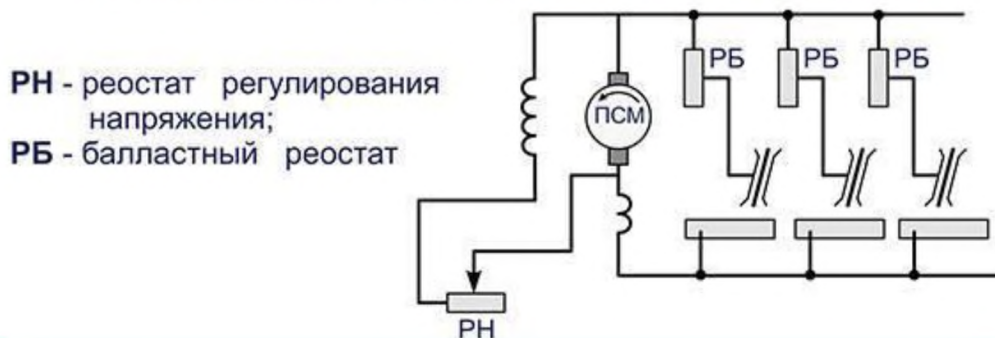 РН - реостат регулирования
напряжения;
РБ - балластный реостат
ПСМ
РБ
РБ
РБ
РН